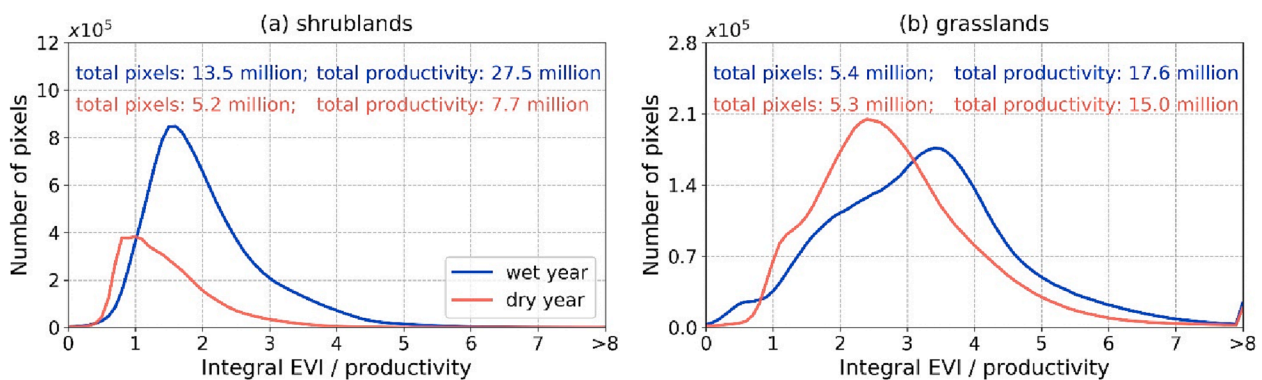 (a) shrublands
x10⁵
12
10
8
6
4
2
0
Number of pixels
total pixels: 13.5 million; total productivity: 27.5 million
total pixels: 5.2 million; total productivity: 7.7 million
wet year
dry year
0 1 2 3 4 5 6 7 >8
Integral EVI / productivity
(b) grasslands
x10⁵
2.8
2.1
1.4
0.7
0.0
Number of pixels
total pixels: 5.4 million; total productivity: 17.6 million
total pixels: 5.3 million; total productivity: 15.0 million
0 1 2 3 4 5 6 7 >8
Integral EVI / productivity